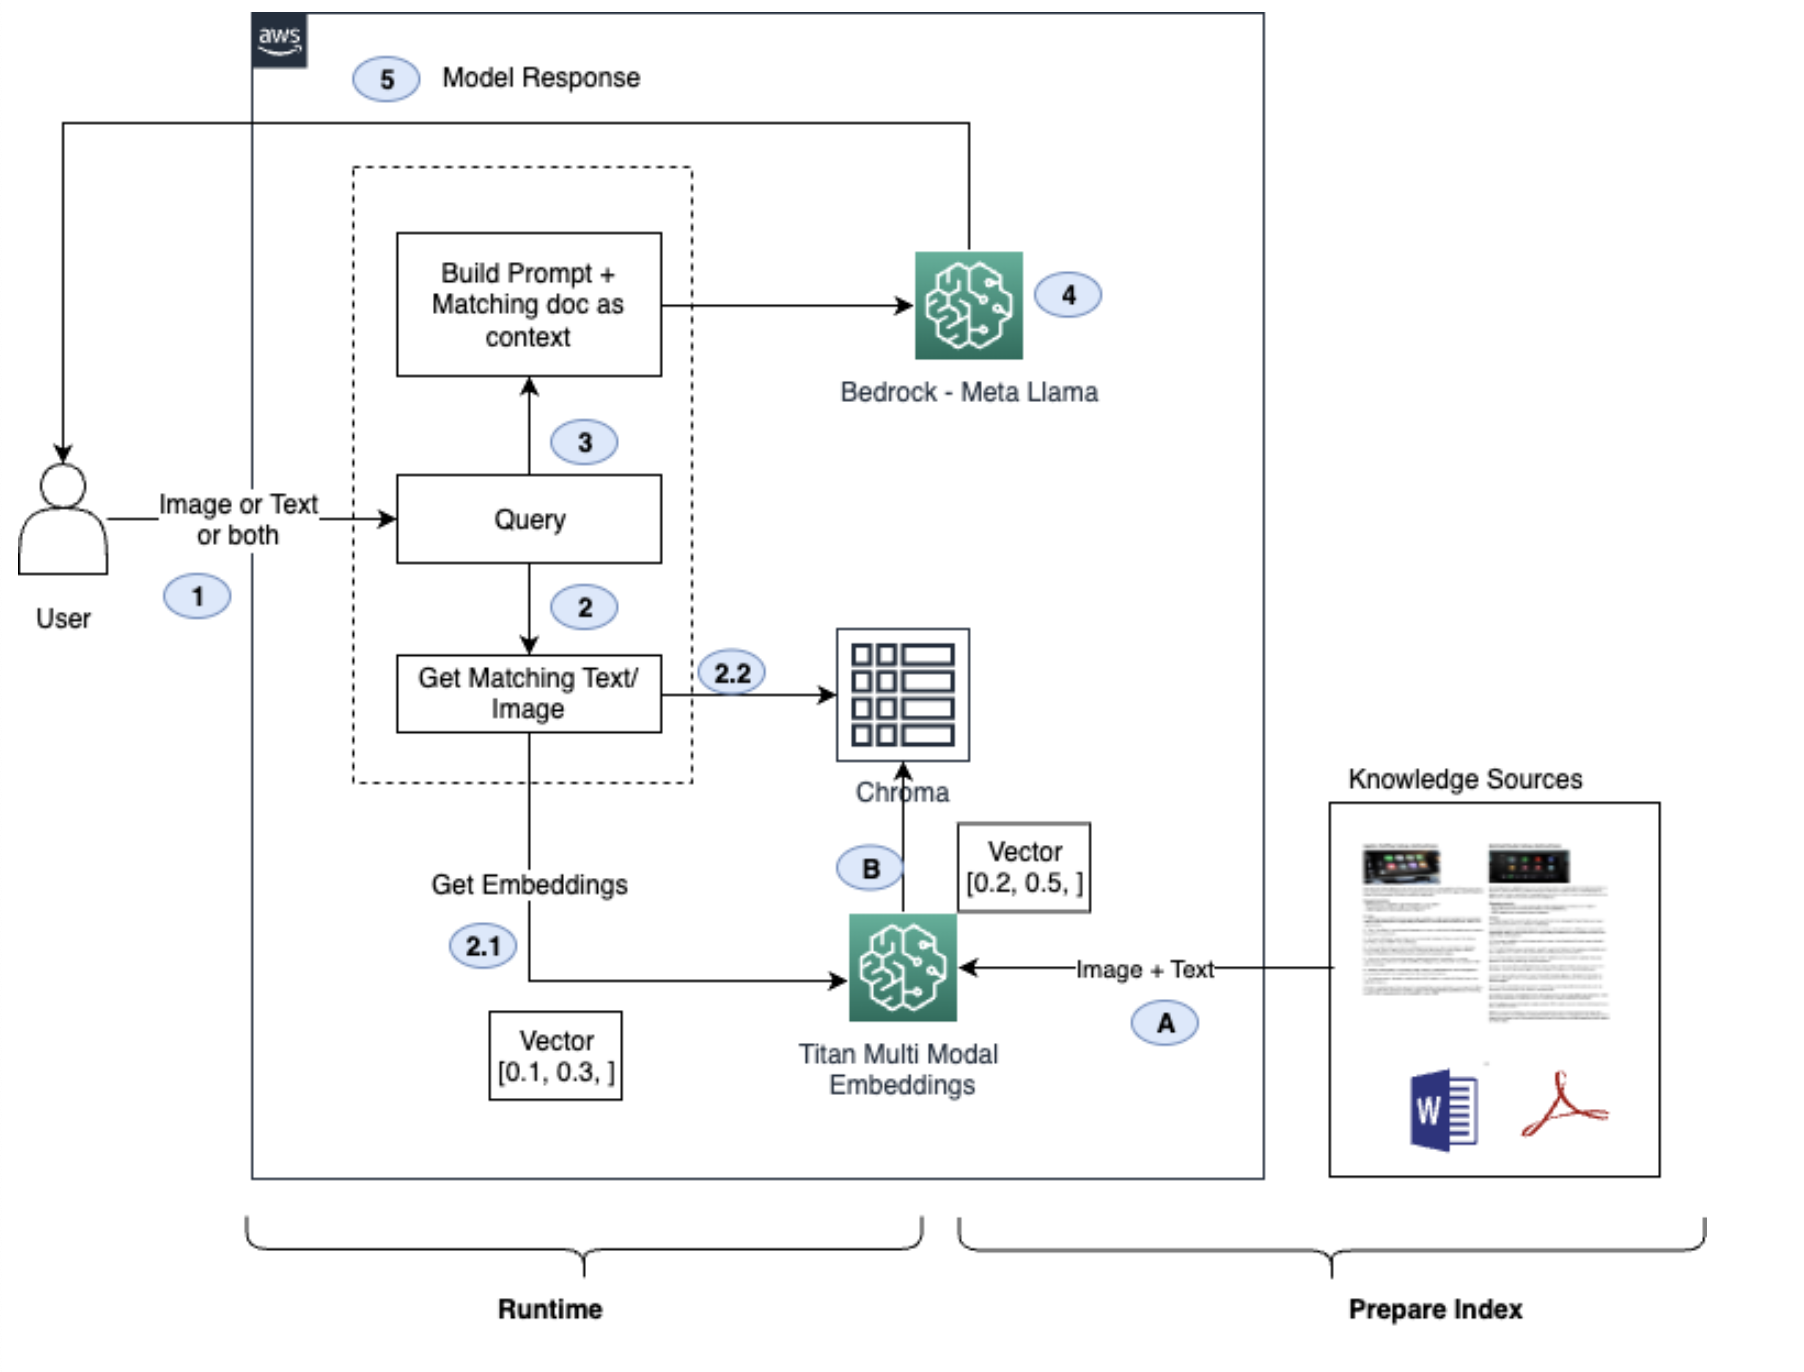 aws
5
Model Response
Build Prompt +
Matching doc as
context
4
Bedrock - Meta Llama
3
Image or Text
or both
Query
1
User
2
Get Matching Text/
Image
2.2
Chroma
Knowledge Sources
B
Vector
[0.2, 0.5, ]
Get Embeddings
2.1
Image + Text
A
Vector
[0.1, 0.3, ]
Titan Multi Modal
Embeddings
W
Runtime
Prepare Index